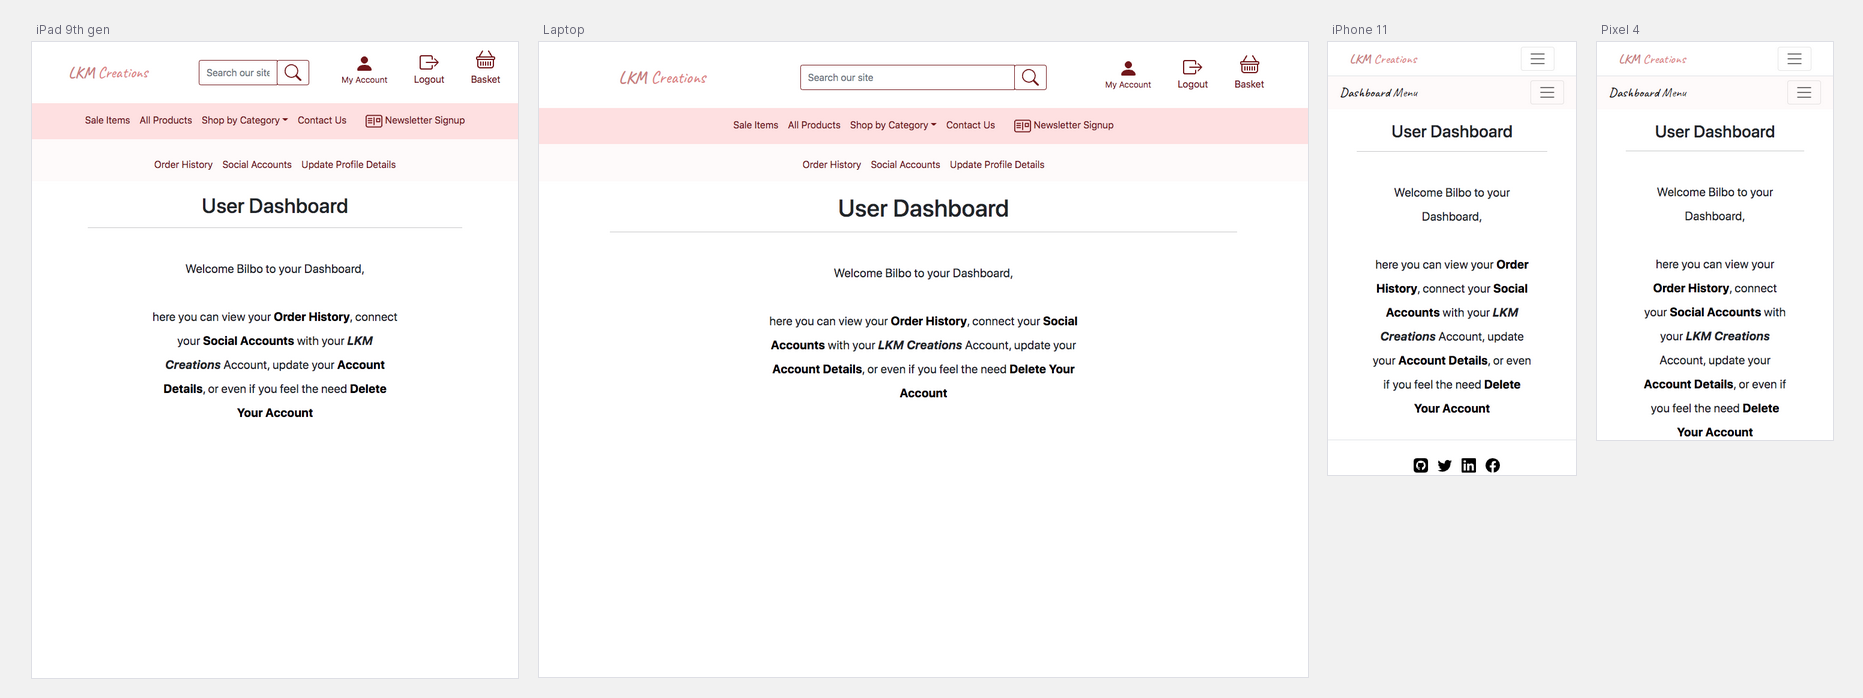 iPad 9th gen
LKM Creations
Search our site
My Account
Logout
Basket
Sale Items All Products Shop by Category Contact Us Newsletter Signup
Order History Social Accounts Update Profile Details
User Dashboard
Welcome Bilbo to your Dashboard,
here you can view your Order History, connect
your Social Accounts with your LKM
Creations Account, update your Account
Details, or even if you feel the need Delete
Your Account
Laptop
LKM Creations
Search our site
My Account
Logout
Basket
Sale Items All Products Shop by Category Contact Us Newsletter Signup
Order History Social Accounts Update Profile Details
User Dashboard
Welcome Bilbo to your Dashboard,
here you can view your Order History, connect your Social
Accounts with your LKM Creations Account, update your
Account Details, or even if you feel the need Delete Your
Account
iPhone 11
LKM Creations
Dashboard Menu
User Dashboard
Welcome Bilbo to your
Dashboard,
here you can view your Order
History, connect your Social
Accounts with your LKM
Creations Account, update
your Account Details, or even
if you feel the need Delete
Your Account
Pixel 4
LKM Creations
Dashboard Menu
User Dashboard
Welcome Bilbo to your
Dashboard,
here you can view your
Order History, connect
your Social Accounts with
your LKM Creations
Account, update your
Account Details, or even if
you feel the need Delete
Your Account